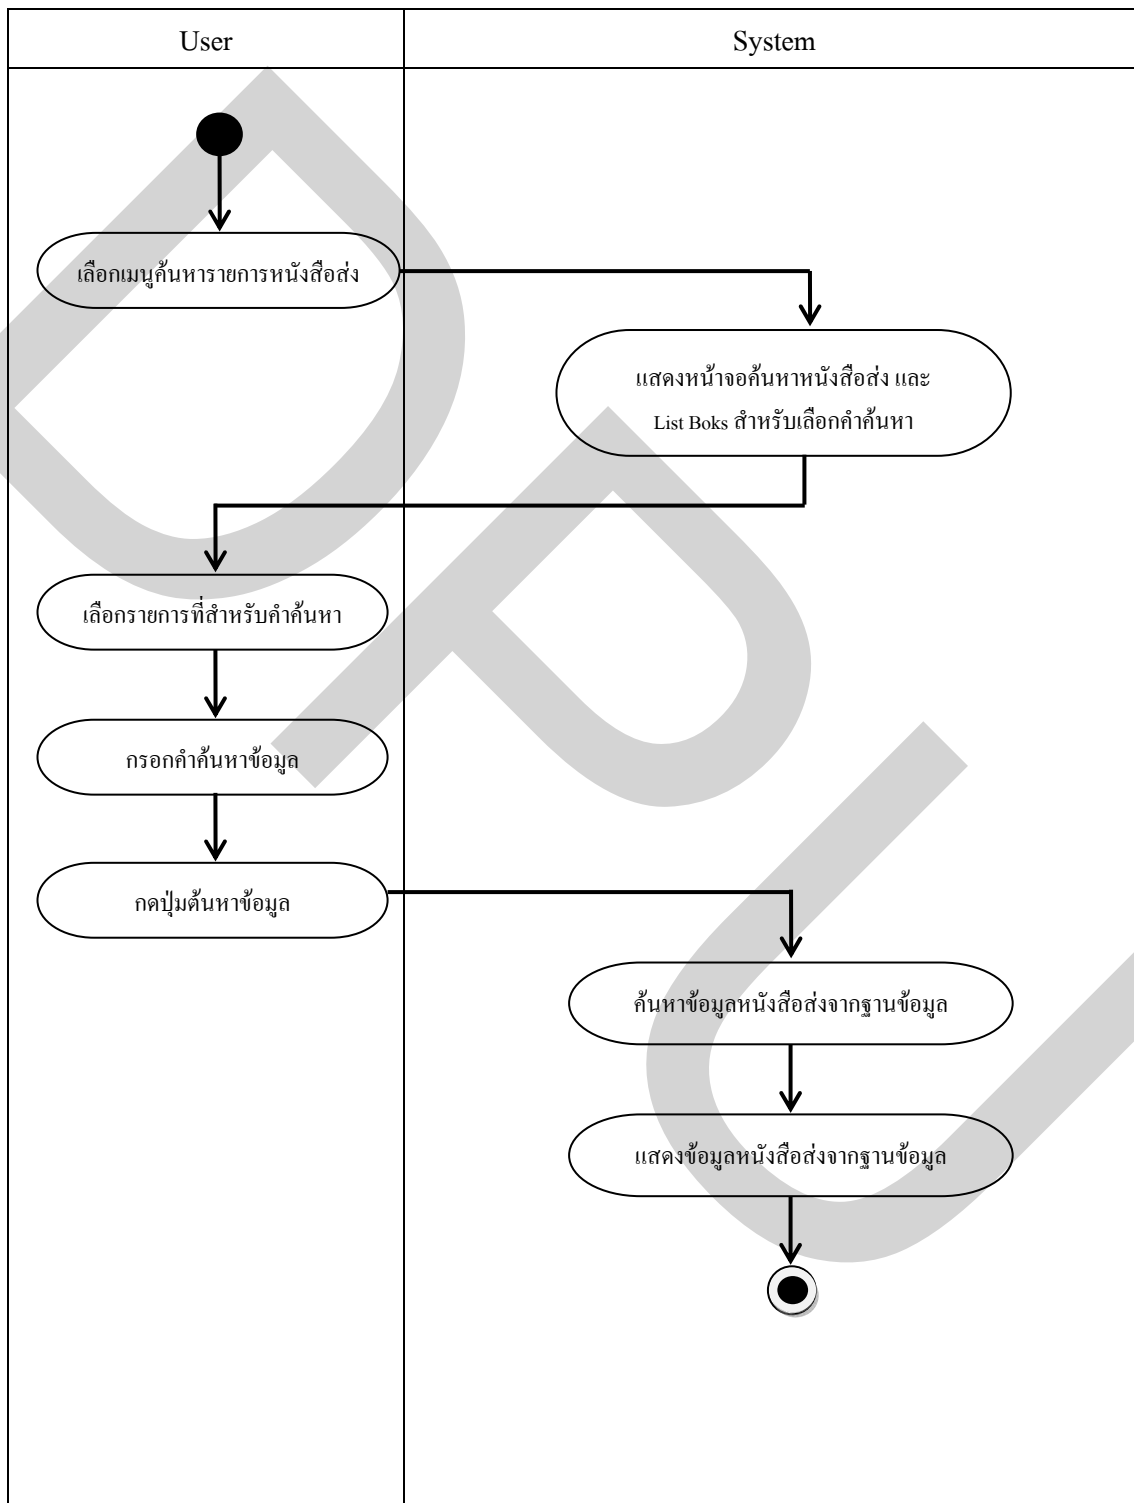 User
System
เลือกเมนูค้นหารายการหนังสือส่ง
แสดงหน้าจอค้นหาหนังสือส่ง และ
List Boks สำหรับเลือกคำค้นหา
เลือกรายการที่สำหรับคำค้นหา
กรอกคำค้นหาข้อมูล
กดปุ่มต้นหาข้อมูล
ค้นหาข้อมูลหนังสือส่งจากฐานข้อมูล
แสดงข้อมูลหนังสือส่งจากฐานข้อมูล
DPU